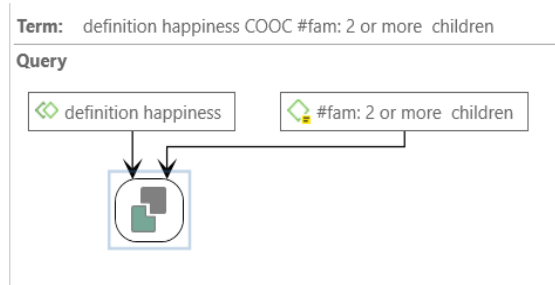 Term: definition happiness COOC #fam: 2 or more  children
Query
definition happiness
#fam: 2 or more  children